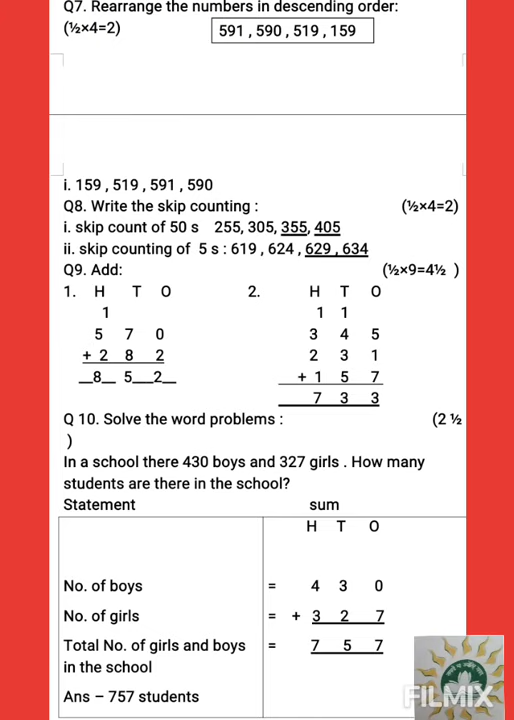 Q7. Rearrange the numbers in descending order:
(½×4=2) 591 , 590 , 519 , 159
i. 159 , 519 , 591 , 590
Q8. Write the skip counting : (½×4=2)
i. skip count of 50 s 255, 305, 355, 405
ii. skip counting of 5 s : 619 , 624 , 629 , 634
Q9. Add: (½×9=4½ )
1. H T O 2. H T O
1 1 1
5 7 0 3 4 5
+ 2 8 2 2 3 1
__8__ 5__2__ + 1 5 7
7 3 3
Q 10. Solve the word problems : (2 ½
)
In a school there 430 boys and 327 girls . How many
students are there in the school?
Statement sum
H T O
No. of boys = 4 3 0
No. of girls = + 3 2 7
Total No. of girls and boys = 7 5 7
in the school
Ans – 757 students
FILMIX